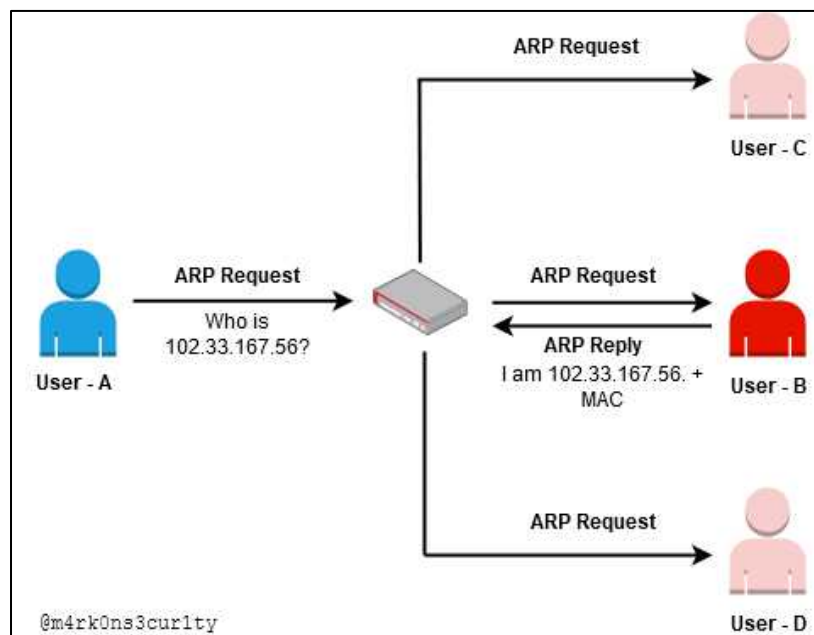 ARP Request
User - C
ARP Request
Who is
102.33.167.56?
User - A
ARP Request
ARP Reply
I am 102.33.167.56. +
MAC
User - B
ARP Request
User - D
@m4rk0ns3cur1ty